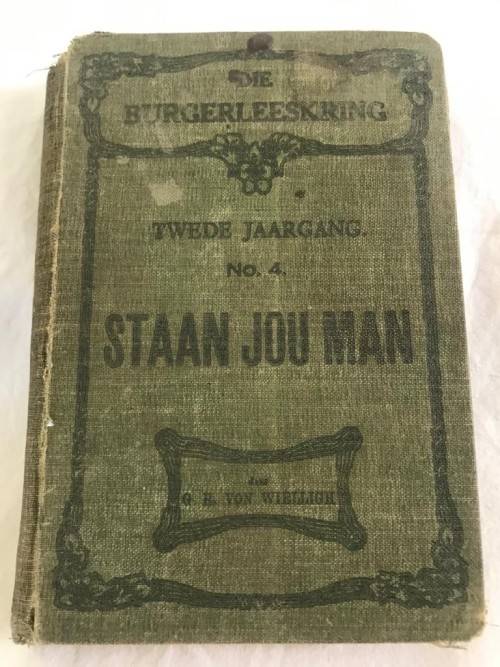 DIE
BURGERLEESKRING
TWEDE JAARGANG.
No. 4.
STAAN JOU MAN
deur
G. R. VON WIELLIGH